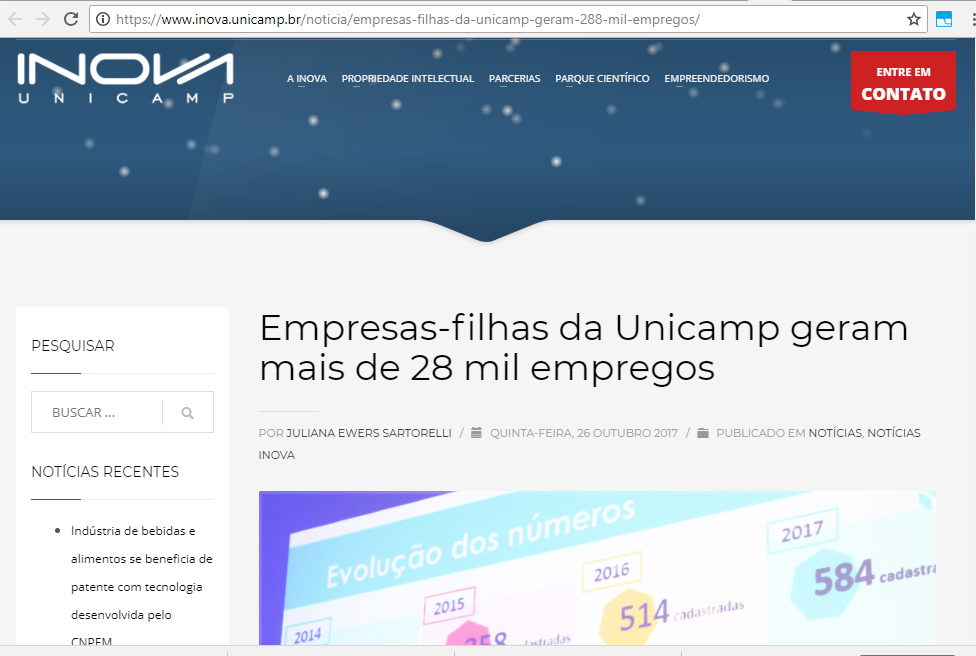 https://www.inova.unicamp.br/noticia/empresas-filhas-da-unicamp-geram-288-mil-empregos/
INOVA
UNICAMP
A INOVA PROPRIEDADE INTELECTUAL PARCERIAS PARQUE CIENTÍFICO EMPREENDEDORISMO
ENTRE EM
CONTATO
PESQUISAR
BUSCAR ...
NOTÍCIAS RECENTES
Indústria de bebidas e
alimentos se beneficia de
patente com tecnologia
desenvolvida pelo
CNPEM
Empresas-filhas da Unicamp geram
mais de 28 mil empregos
POR JULIANA EWERS SARTORELLI / QUINTA-FEIRA, 26 OUTUBRO 2017 / PUBLICADO EM NOTÍCIAS, NOTÍCIAS
INOVA
Evolução dos números
2014
2015
258
2016
514 cadastradas
2017
584